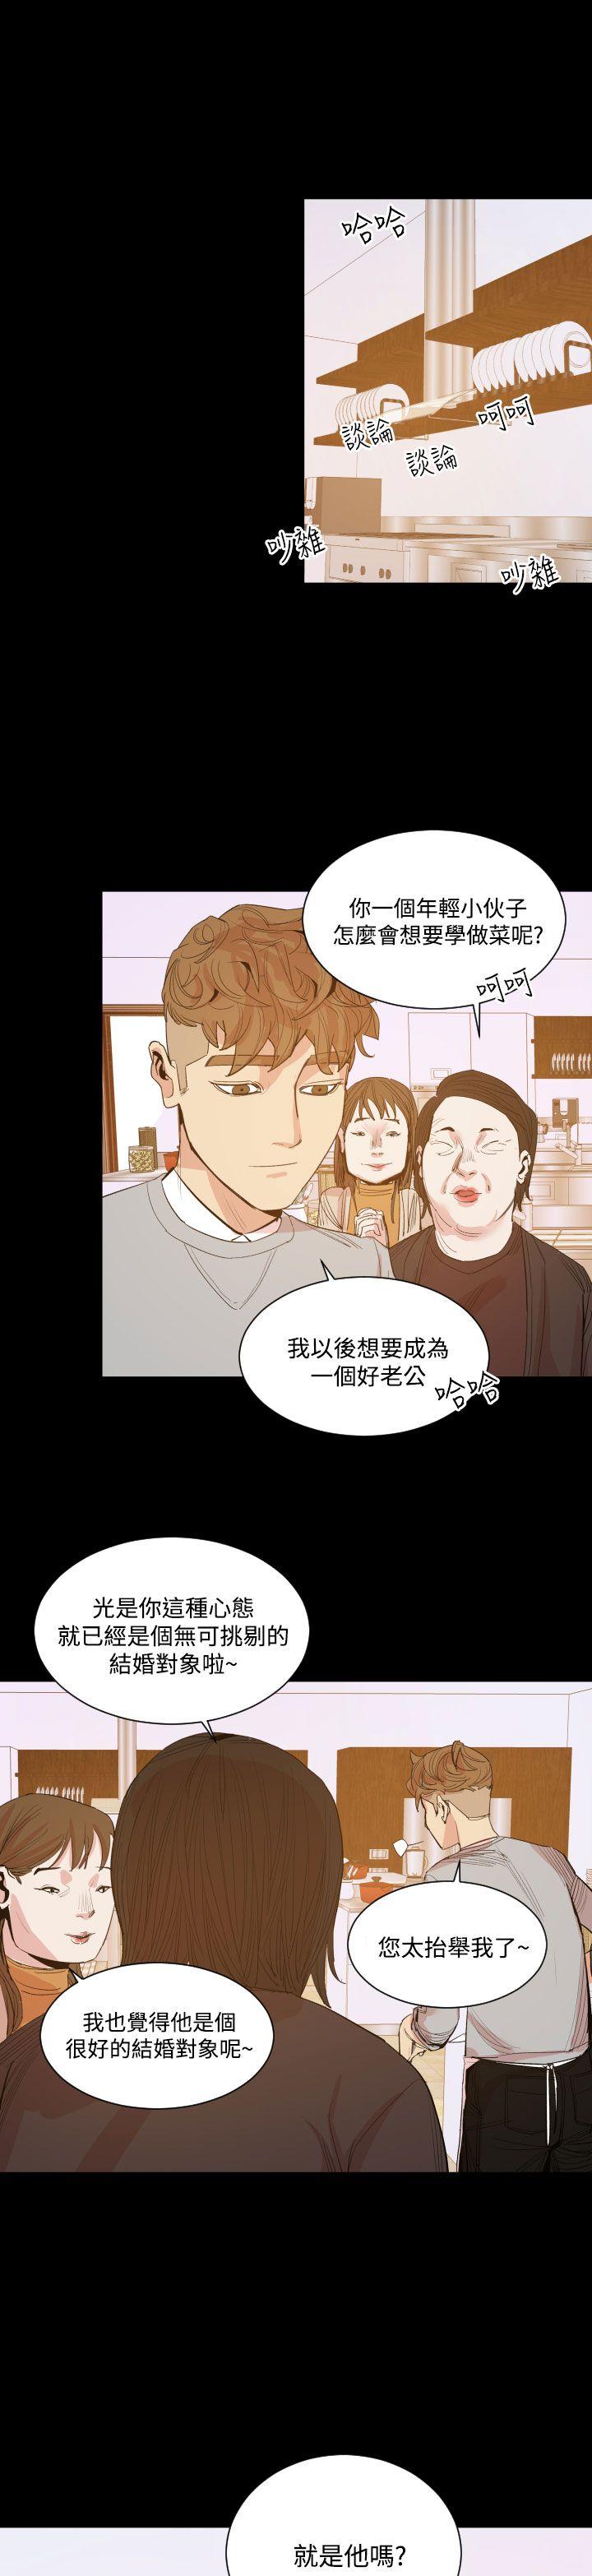 哈哈
談論
談論
呵呵
吵雜
吵雜
你一個年輕小伙子
怎麼會想要學做菜呢?
呵呵
我以後想要成為
一個好老公
哈哈
光是你這種心態
就已經是個無可挑剔的
結婚對象啦~
您太抬舉我了~
我也覺得他是個
很好的結婚對象呢~
就是他嗎?